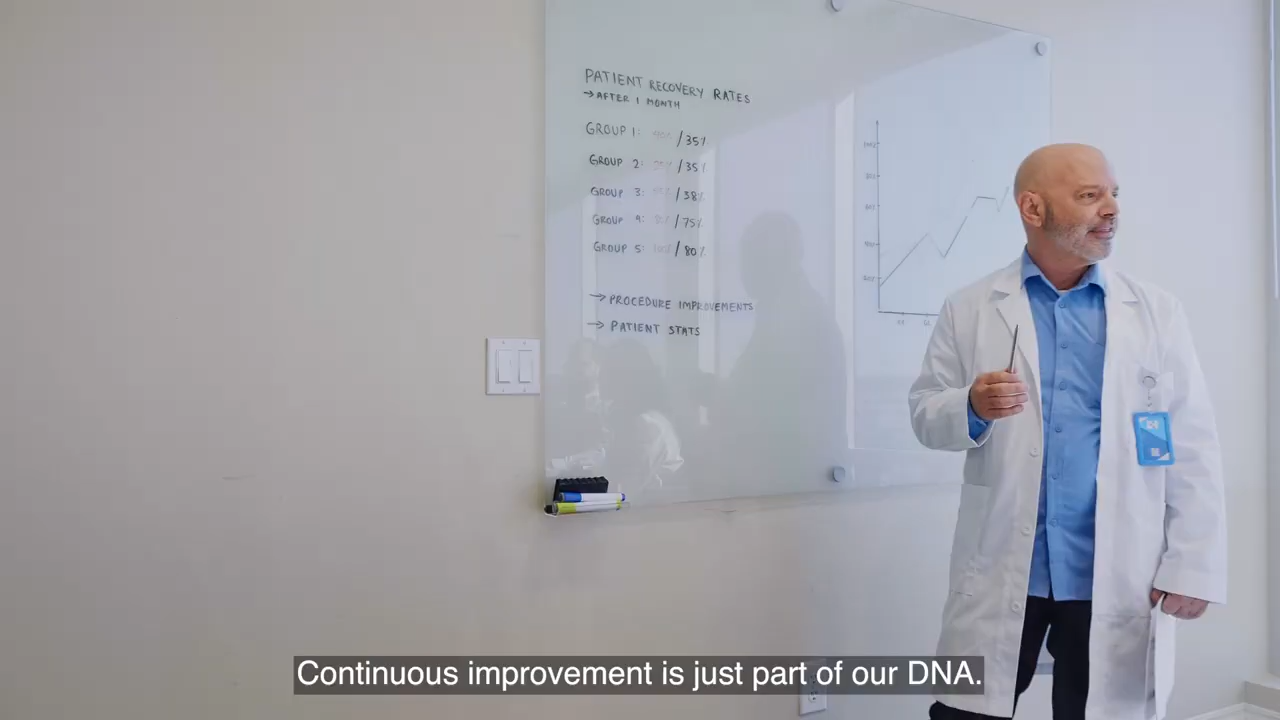 PATIENT RECOVERY RATES
→ AFTER 1 MONTH
GROUP 1: /35%
GROUP 2: /35%
GROUP 3: /38%
GROUP 4: /75%
GROUP 5: /80%
→ PROCEDURE IMPROVEMENTS
→ PATIENT STATS
Continuous improvement is just part of our DNA.